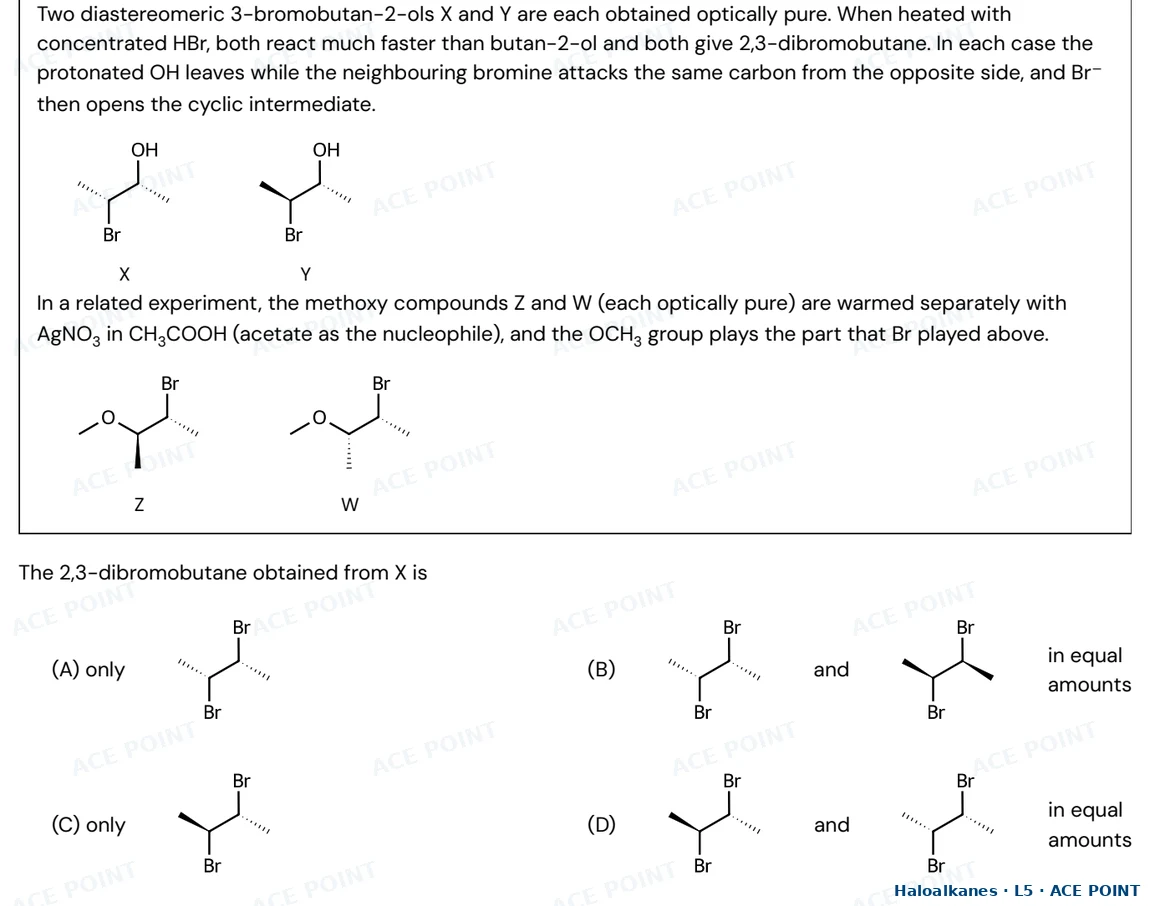 Two diastereomeric 3-bromobutan-2-ols X and Y are each obtained optically pure. When heated with
concentrated HBr, both react much faster than butan-2-ol and both give 2,3-dibromobutane. In each case the
protonated OH leaves while the neighbouring bromine attacks the same carbon from the opposite side, and Br⁻
then opens the cyclic intermediate.
OH OH
Br Br
X Y
In a related experiment, the methoxy compounds Z and W (each optically pure) are warmed separately with
AgNO₃ in CH₃COOH (acetate as the nucleophile), and the OCH₃ group plays the part that Br played above.
Br Br
O O
Z W
The 2,3-dibromobutane obtained from X is
Br Br Br
(A) only (B) and in equal
amounts
Br Br Br
Br Br Br
(C) only (D) and in equal
amounts
Br Br Br
Haloalkanes · L5 · ACE POINT
ACE POINT